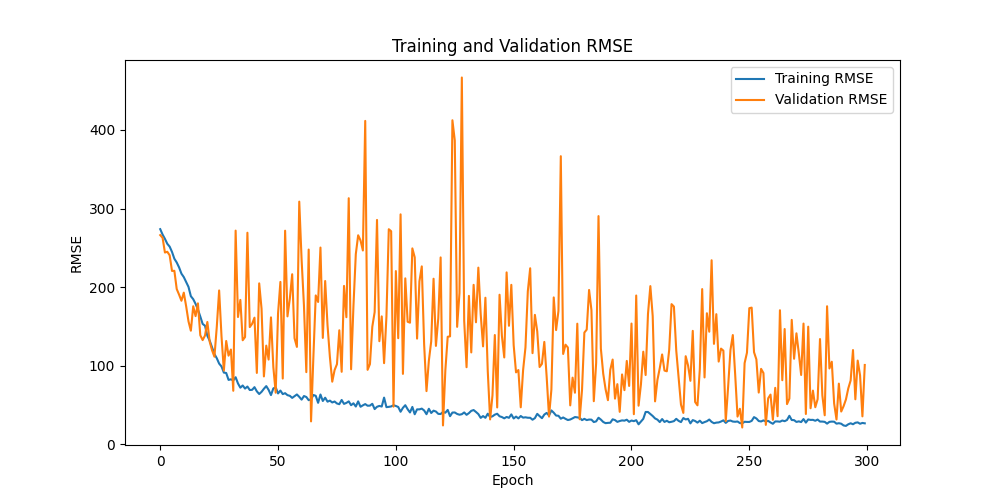 Training and Validation RMSE
Training RMSE
Validation RMSE
RMSE
400
300
200
100
0
0 50 100 150 200 250 300
Epoch